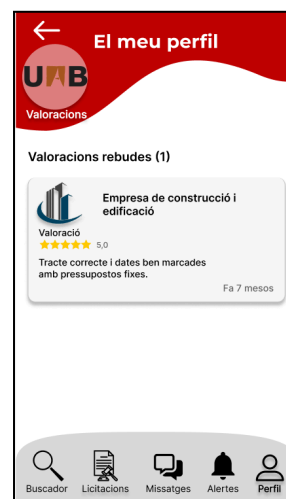 El meu perfil
UAB
Valoracions
Valoracions rebudes (1)
Empresa de construcció i
edificació
Valoració
5,0
Tracte correcte i dates ben marcades
amb pressupostos fixes.
Fa 7 mesos
Buscador Licitacions Missatges Alertes Perfil